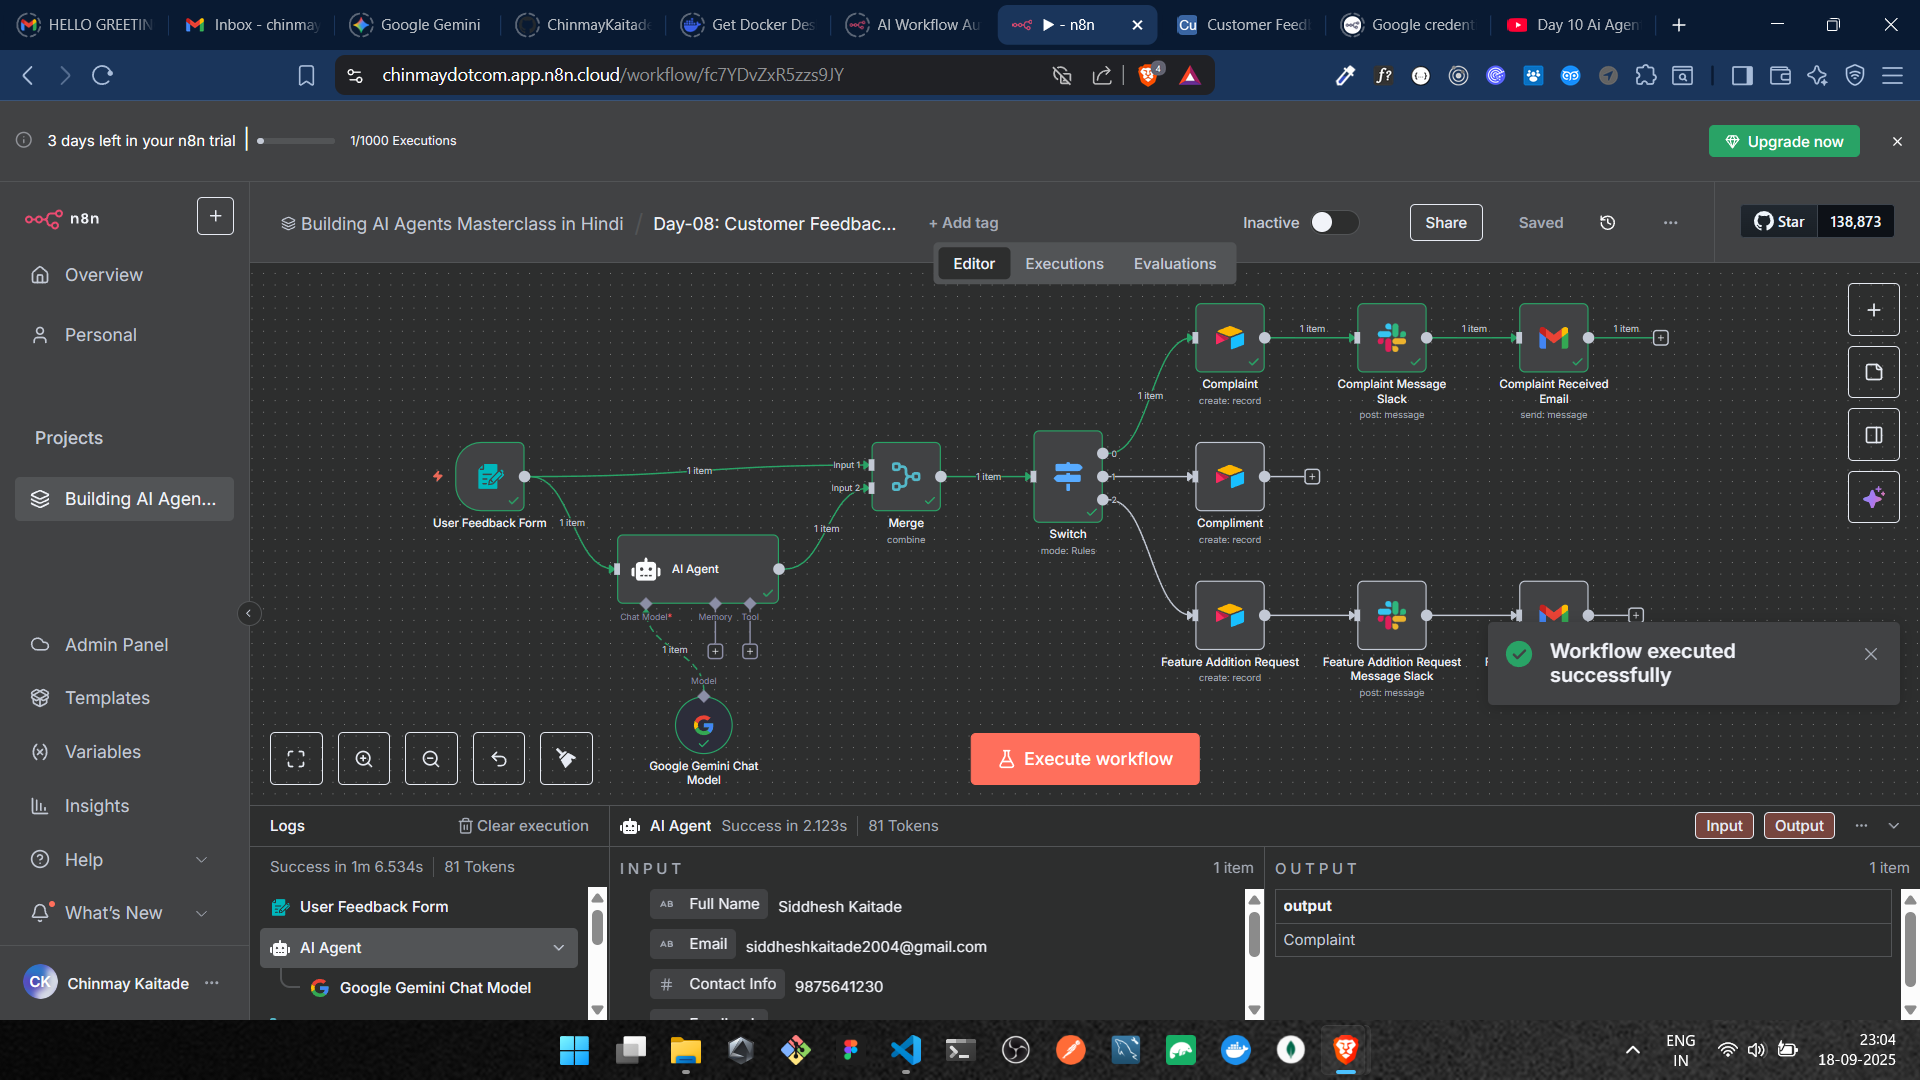 HELLO GREETIN
Inbox - chinmay
Google Gemini
ChinmayKaitade
Get Docker Des
AI Workflow Au
▶ - n8n
Cu
Customer Feed
Google credent
Day 10 Ai Agen
chinmaydotcom.app.n8n.cloud/workflow/fc7YDvZxR5zzs9JY
4
f?
3 days left in your n8n trial
1/1000 Executions
Upgrade now
n8n
Building AI Agents Masterclass in Hindi / Day-08: Customer Feedbac...
+ Add tag
Inactive
Share
Saved
...
Star
138,873
Editor
Executions
Evaluations
Overview
Personal
Projects
Building AI Agen...
Admin Panel
Templates
Variables
Insights
Help
What's New
CK
Chinmay Kaitade
...
1 item
1 item
1 item
Complaint
create: record
Complaint Message
Slack
post: message
Complaint Received
Email
send: message
1 item
User Feedback Form
1 item
1 item
Input 1
Input 2
Merge
combine
1 item
1 item
0
1
2
Switch
mode: Rules
Compliment
create: record
AI Agent
Chat Model*
Memory
Tool
1 item
Model
Google Gemini Chat
Model
Feature Addition Request
create: record
Feature Addition Request
Message Slack
post: message
Workflow executed
successfully
Execute workflow
Logs
Clear execution
AI Agent
Success in 2.123s
81 Tokens
Input
Output
...
Success in 1m 6.534s
81 Tokens
INPUT
1 item
OUTPUT
1 item
User Feedback Form
AI Agent
Google Gemini Chat Model
AB Full Name
Siddhesh Kaitade
AB Email
siddheshkaitade2004@gmail.com
# Contact Info
9875641230
output
Complaint
ENG
IN
23:04
18-09-2025